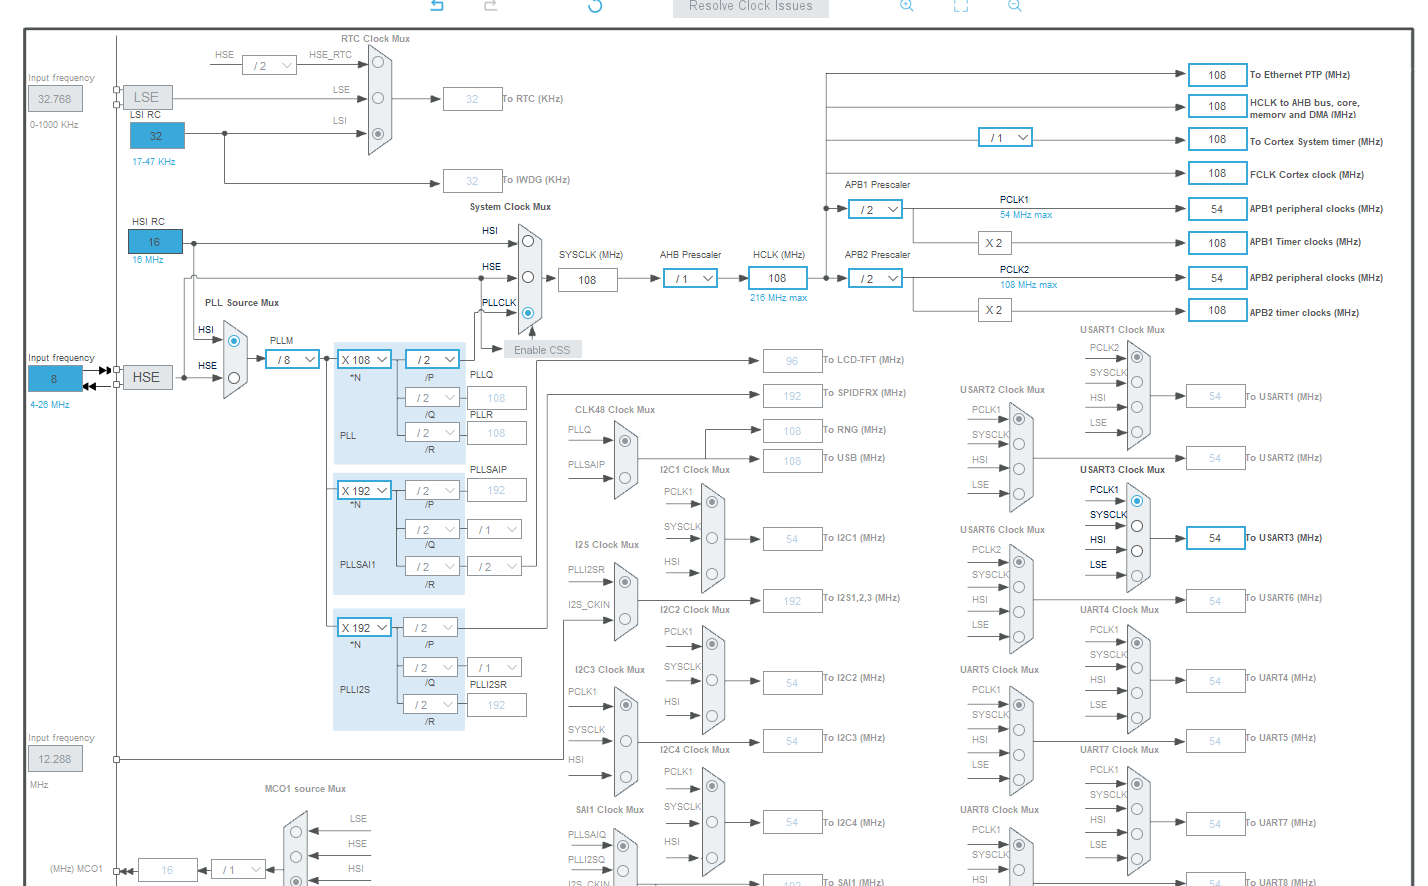 Resolve Clock Issues
RTC Clock Mux
HSE
/ 2
HSE_RTC
Input frequency
32.768
0-1000 KHz
LSE
LSE
32
To RTC (KHz)
LSI RC
32
17-47 KHz
LSI
32
To IWDG (KHz)
108
To Ethernet PTP (MHz)
108
HCLK to AHB bus, core,
memory and DMA (MHz)
/ 1
108
To Cortex System timer (MHz)
108
FCLK Cortex clock (MHz)
APB1 Prescaler
/ 2
PCLK1
54 MHz max
54
APB1 peripheral clocks (MHz)
X 2
108
APB1 Timer clocks (MHz)
APB2 Prescaler
/ 2
PCLK2
108 MHz max
54
APB2 peripheral clocks (MHz)
X 2
108
APB2 timer clocks (MHz)
System Clock Mux
HSI RC
16
16 MHz
HSI
HSE
PLLCLK
SYSCLK (MHz)
108
AHB Prescaler
/ 1
HCLK (MHz)
108
216 MHz max
Enable CSS
PLL Source Mux
HSI
HSE
Input frequency
8
4-26 MHz
HSE
PLLM
/ 8
X 108
*N
/ 2
/P
PLLQ
/ 2
108
/Q
PLLR
/ 2
108
/R
PLL
PLLSAIP
X 192
*N
/ 2
192
/P
/ 2
/ 1
/Q
/ 2
/ 2
/R
PLLSAI1
X 192
*N
/ 2
/P
/ 2
/ 1
/Q
PLLI2SR
/ 2
192
/R
PLLI2S
96
To LCD-TFT (MHz)
192
To SPIDFRX (MHz)
CLK48 Clock Mux
PLLQ
PLLSAIP
108
To RNG (MHz)
108
To USB (MHz)
I2C1 Clock Mux
PCLK1
SYSCLK
HSI
54
To I2C1 (MHz)
I2S Clock Mux
PLLI2SR
I2S_CKIN
192
To I2S1,2,3 (MHz)
I2C2 Clock Mux
PCLK1
SYSCLK
HSI
54
To I2C2 (MHz)
I2C3 Clock Mux
PCLK1
SYSCLK
HSI
54
To I2C3 (MHz)
I2C4 Clock Mux
PCLK1
SYSCLK
HSI
54
To I2C4 (MHz)
SAI1 Clock Mux
PLLSAIQ
PLLI2SQ
I2S_CKIN
192
To SAI1 (MHz)
USART1 Clock Mux
PCLK2
SYSCLK
HSI
LSE
54
To USART1 (MHz)
USART2 Clock Mux
PCLK1
SYSCLK
HSI
LSE
54
To USART2 (MHz)
USART3 Clock Mux
PCLK1
SYSCLK
HSI
LSE
54
To USART3 (MHz)
USART6 Clock Mux
PCLK2
SYSCLK
HSI
LSE
54
To USART6 (MHz)
UART4 Clock Mux
PCLK1
SYSCLK
HSI
LSE
54
To UART4 (MHz)
UART5 Clock Mux
PCLK1
SYSCLK
HSI
LSE
54
To UART5 (MHz)
UART7 Clock Mux
PCLK1
SYSCLK
HSI
LSE
54
To UART7 (MHz)
UART8 Clock Mux
PCLK1
SYSCLK
HSI
54
To UART8 (MHz)
Input frequency
12.288
MHz
MCO1 source Mux
LSE
HSE
HSI
(MHz) MCO1
16
/ 1